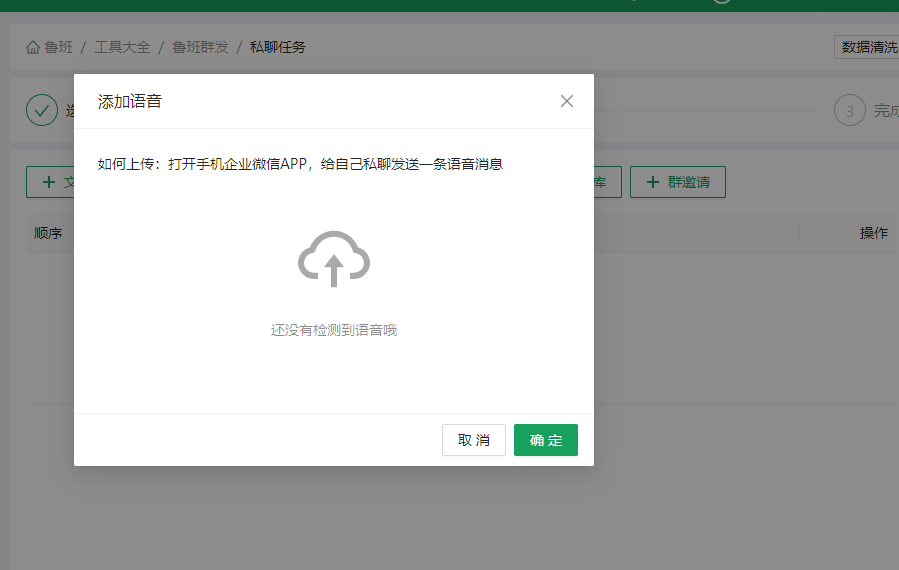 鲁班 / 工具大全 / 鲁班群发 / 私聊任务
数据清洗
添加语音
3 完成
如何上传：打开手机企业微信APP，给自己私聊发送一条语音消息
库
群邀请
顺序
操作
还没有检测到语音哦
取 消
确 定